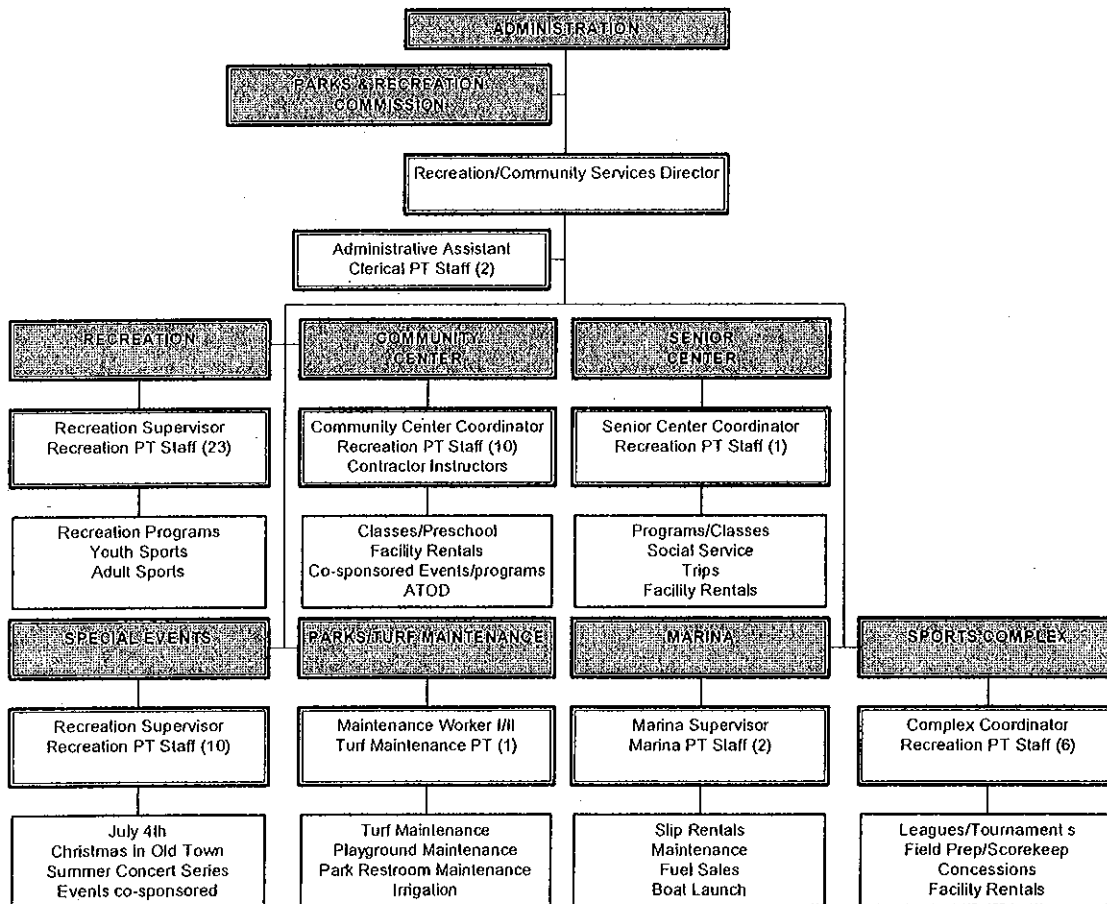 ADMINISTRATION
PARKS & RECREATION
COMMISSION
Recreation/Community Services Director
Administrative Assistant
Clerical PT Staff (2)
RECREATION
COMMUNITY
CENTER
SENIOR
CENTER
Recreation Supervisor
Recreation PT Staff (23)
Community Center Coordinator
Recreation PT Staff (10)
Contractor Instructors
Senior Center Coordinator
Recreation PT Staff (1)
Recreation Programs
Youth Sports
Adult Sports
Classes/Preschool
Facility Rentals
Co-sponsored Events/programs
ATOD
Programs/Classes
Social Service
Trips
Facility Rentals
SPECIAL EVENTS
PARKS/TURF MAINTENANCE
MARINA
SPORTS COMPLEX
Recreation Supervisor
Recreation PT Staff (10)
Maintenance Worker I/II
Turf Maintenance PT (1)
Marina Supervisor
Marina PT Staff (2)
Complex Coordinator
Recreation PT Staff (6)
July 4th
Christmas In Old Town
Summer Concert Series
Events co-sponsored
Turf Maintenance
Playground Maintenance
Park Restroom Maintenance
Irrigation
Slip Rentals
Maintenance
Fuel Sales
Boat Launch
Leagues/Tournament s
Field Prep/Scorekeep
Concessions
Facility Rentals